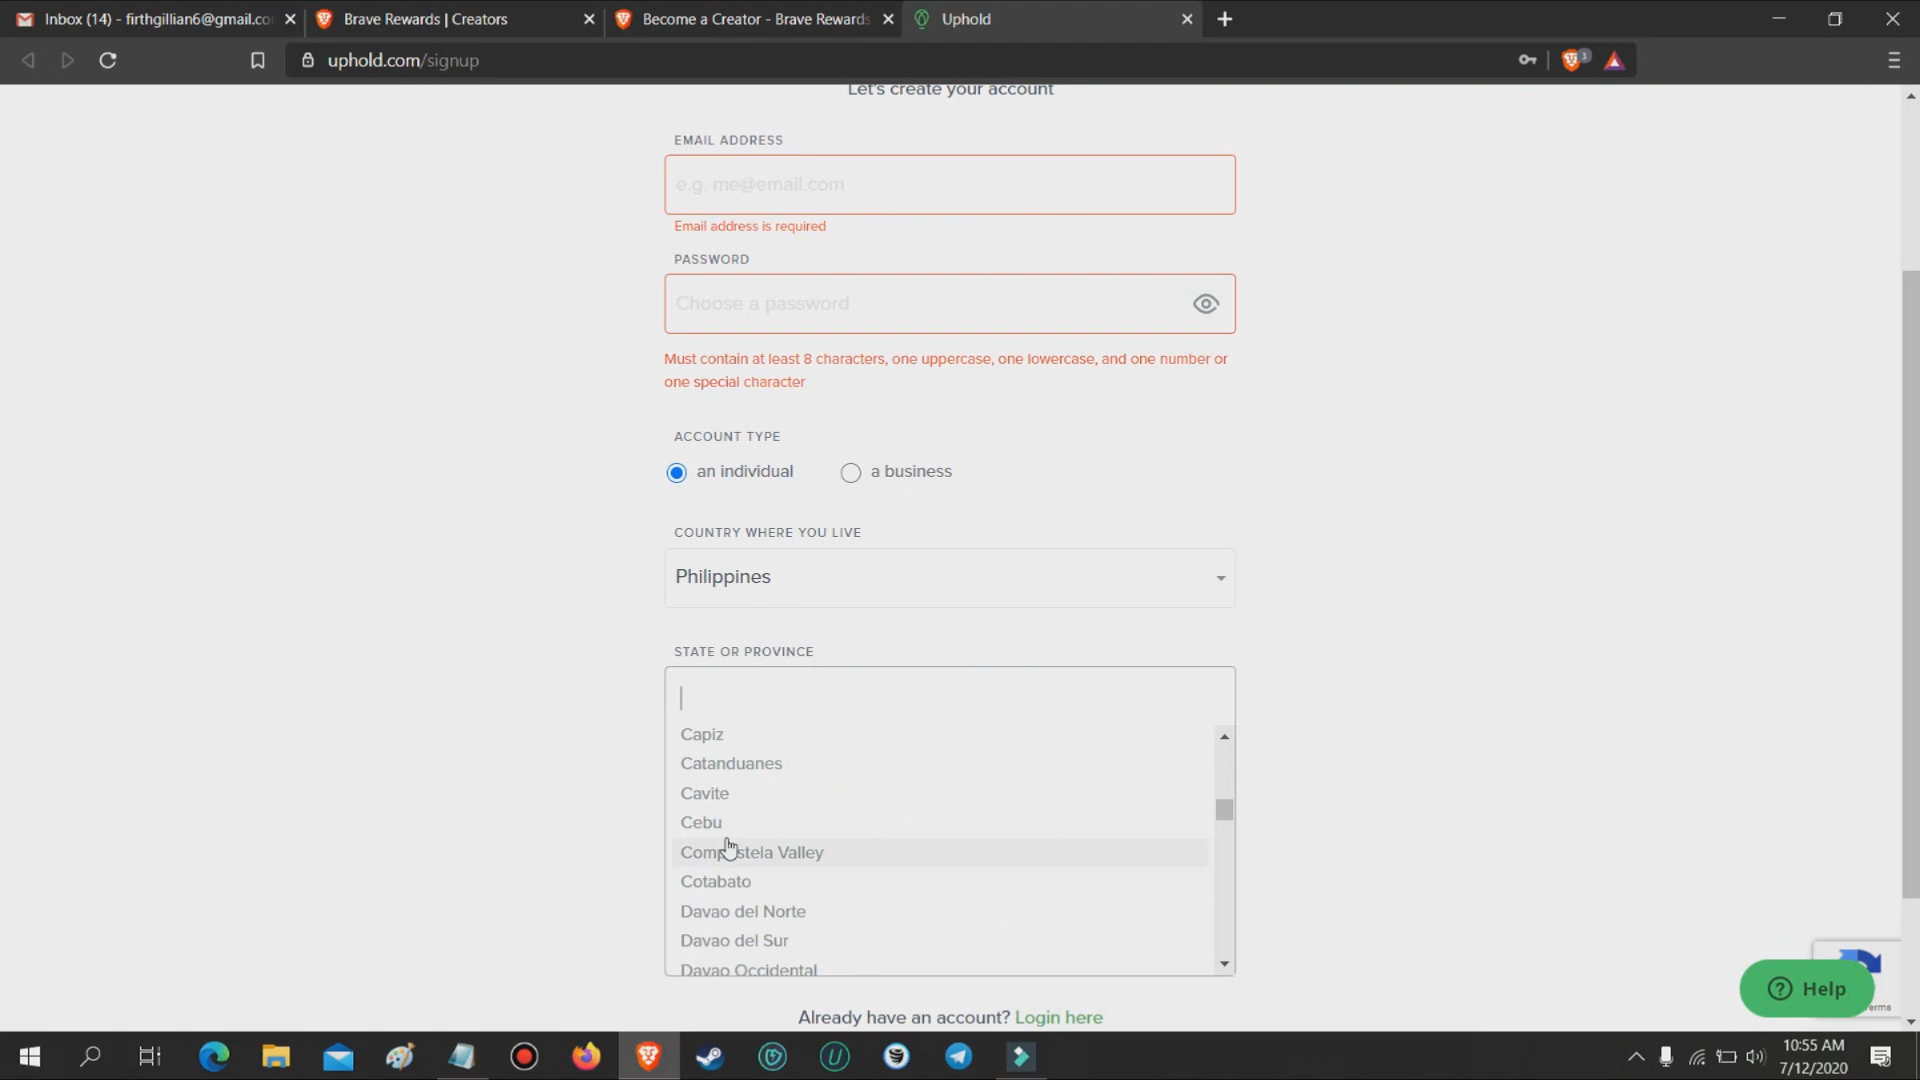 Inbox (14) - firthgillian6@gmail.co
Brave Rewards | Creators
Become a Creator - Brave Rewards
Uphold
uphold.com/signup
3
Let's create your account
EMAIL ADDRESS
e.g. me@email.com
Email address is required
PASSWORD
Choose a password
Must contain at least 8 characters, one uppercase, one lowercase, and one number or
one special character
ACCOUNT TYPE
an individual
a business
COUNTRY WHERE YOU LIVE
Philippines
STATE OR PROVINCE
Capiz
Catanduanes
Cavite
Cebu
Compostela Valley
Cotabato
Davao del Norte
Davao del Sur
Davao Occidental
Help
Already have an account? Login here
10:55 AM
7/12/2020